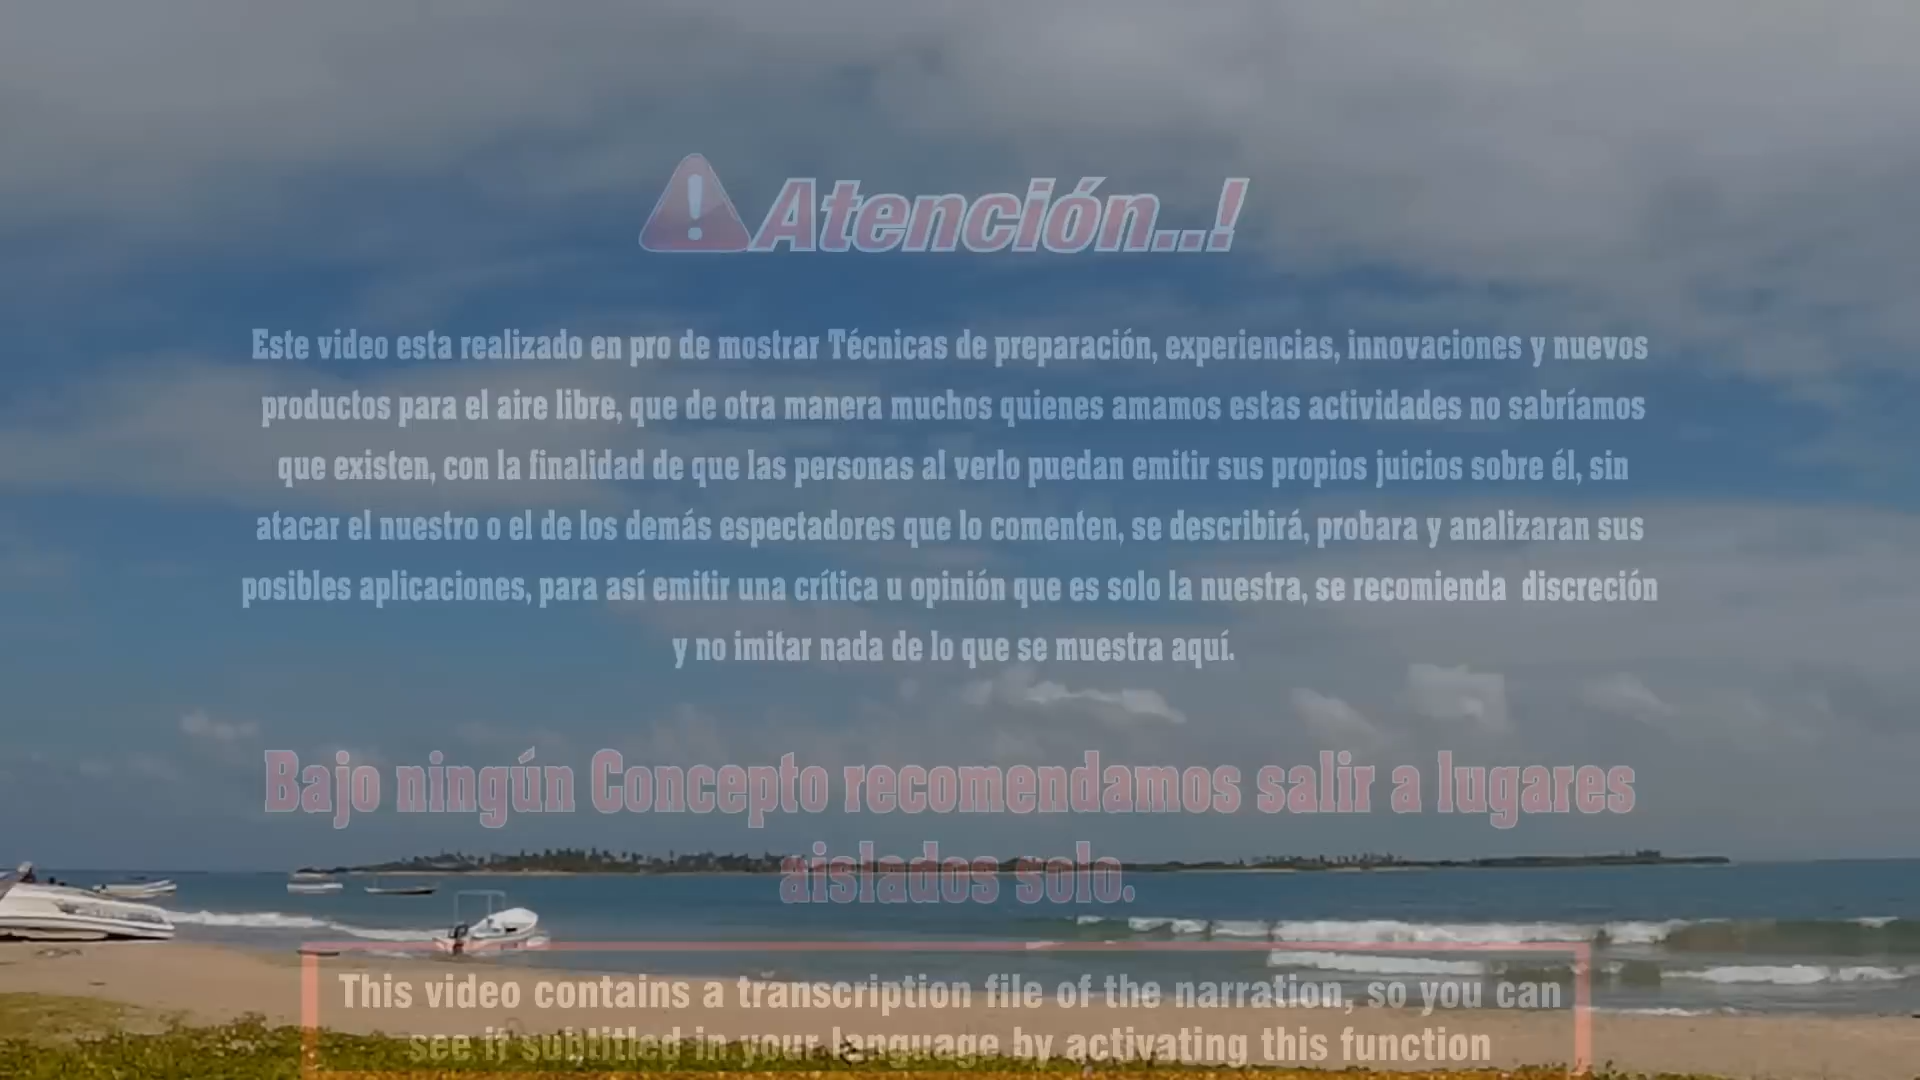 Atención..!
Este video esta realizado en pro de mostrar Técnicas de preparación, experiencias, innovaciones y nuevos
productos para el aire libre, que de otra manera muchos quienes amamos estas actividades no sabríamos
que existen, con la finalidad de que las personas al verlo puedan emitir sus propios juicios sobre él, sin
atacar el nuestro o el de los demás espectadores que lo comenten, se describirá, probara y analizaran sus
posibles aplicaciones, para así emitir una crítica u opinión que es solo la nuestra, se recomienda discreción
y no imitar nada de lo que se muestra aquí.
Bajo ningún Concepto recomendamos salir a lugares
aislados solo.
This video contains a transcription file of the narration, so you can
see it subtitled in your language by activating this function